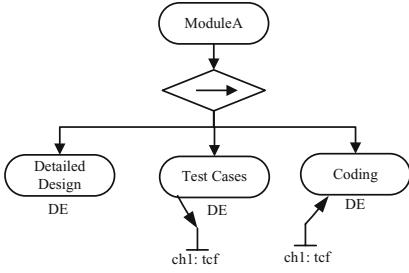 ModuleA
Detailed
Design
Test Cases
Coding
DE
DE
DE
ch1: tcf
ch1: tcf